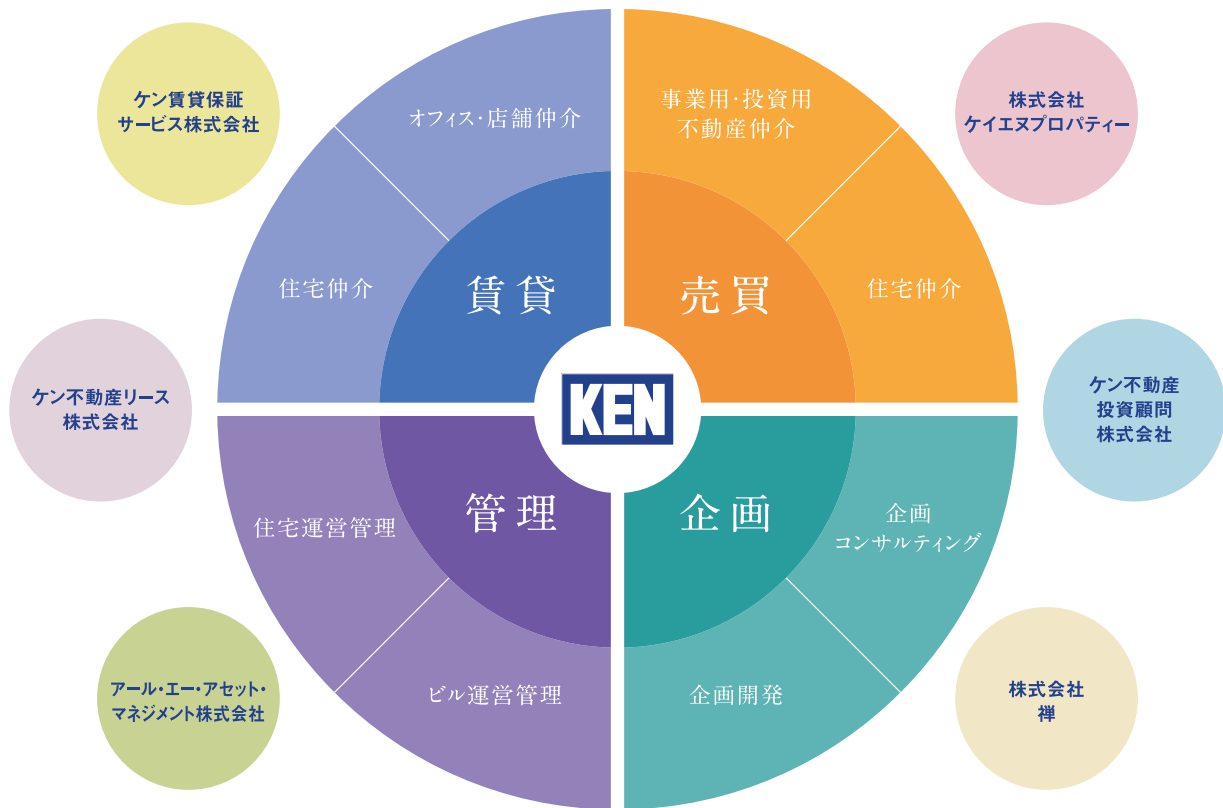 ケン賃貸保証
サービス株式会社
オフィス・店舗仲介
事業用・投資用
不動産仲介
株式会社
ケイエヌプロパティー
住宅仲介
賃貸
売買
住宅仲介
ケン不動産リース
株式会社
KEN
ケン不動産
投資顧問
株式会社
住宅運営管理
管理
企画
企画
コンサルティング
アール・エー・アセット・
マネジメント株式会社
ビル運営管理
企画開発
株式会社
禅